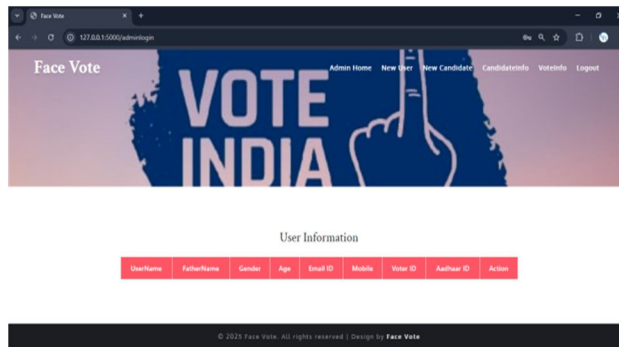 Face Vote
127.0.0.1:5000/adminlogin
Face Vote
Admin Home New User New Candidate CandidateInfo VoteInfo Logout
VOTE
INDIA
User Information
UserName FatherName Gender Age Email ID Mobile Voter ID Aadhaar ID Action
© 2025 Face Vote. All rights reserved | Design by Face Vote